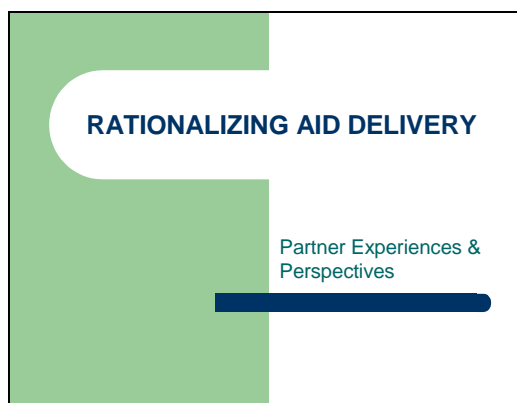 RATIONALIZING AID DELIVERY
Partner Experiences &
Perspectives